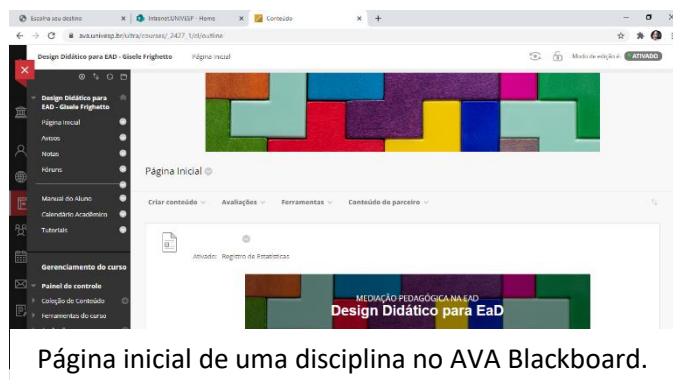 Escolha seu destino
Intranet UNIVESP - Home
Conteúdo
ava.univesp.br/ultra/courses/_2427_1/cl/outline
Design Didático para EAD - Gisele Frighetto
Página Inicial
Modo de edição é:
ATIVADO
Design Didático para
EAD - Gisele Frighetto
Página Inicial
Avisos
Notas
Fóruns
Manual do Aluno
Calendário Acadêmico
Tutoriais
Gerenciamento do curso
Painel de controle
Coleção de Conteúdo
Ferramentas do curso
Página Inicial
Criar conteúdo
Avaliações
Ferramentas
Conteúdo do parceiro
Ativado: Registro de Estatísticas
MEDIAÇÃO PEDAGÓGICA NA EAD
Design Didático para EaD
Página inicial de uma disciplina no AVA Blackboard.